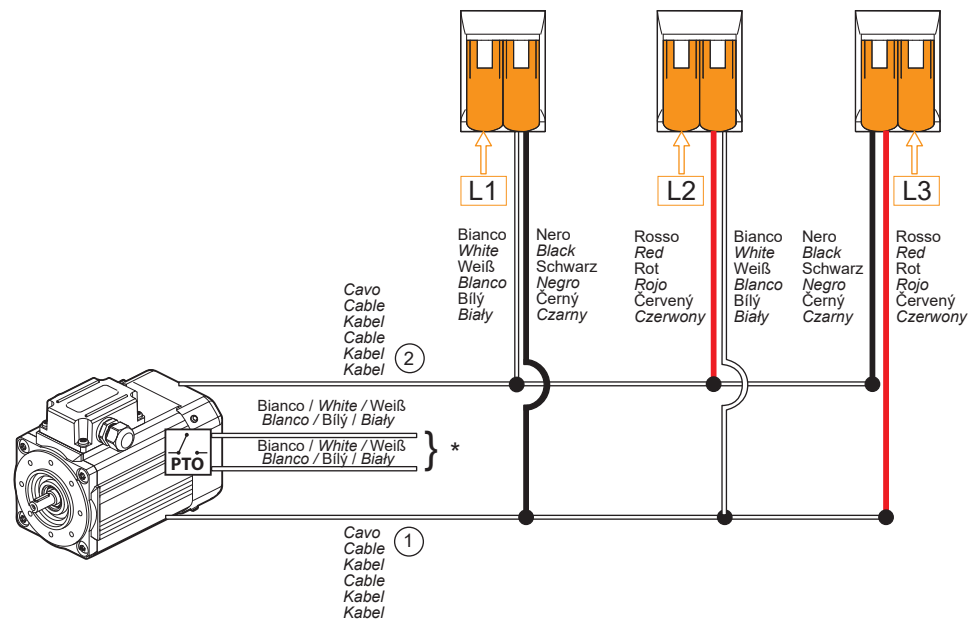 L1
L2
L3
Bianco
White
Weiß
Blanco
Bílý
Biały
Nero
Black
Schwarz
Negro
Černý
Czarny
Rosso
Red
Rot
Rojo
Červený
Czerwony
Bianco
White
Weiß
Blanco
Bílý
Biały
Nero
Black
Schwarz
Negro
Černý
Czarny
Rosso
Red
Rot
Rojo
Červený
Czerwony
Cavo
Cable
Kabel
Cable
Kabel
Kabel
2
Bianco / White / Weiß
Blanco / Bílý / Biały
Bianco / White / Weiß
Blanco / Bílý / Biały
} *
PTO
Cavo
Cable
Kabel
Cable
Kabel
Kabel
1